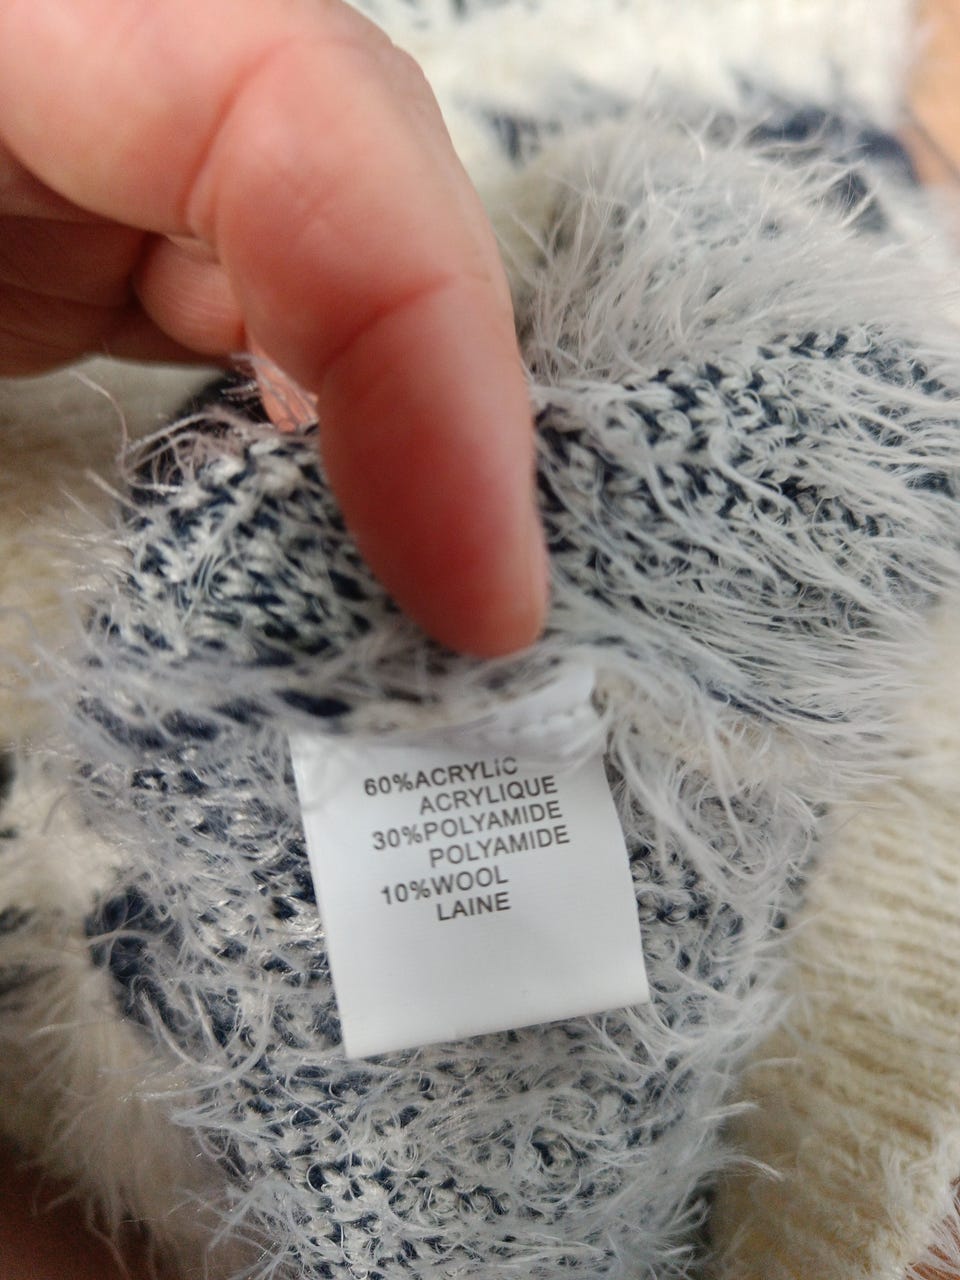 60%ACRYLIC
ACRYLIQUE
30%POLYAMIDE
POLYAMIDE
10%WOOL
LAINE